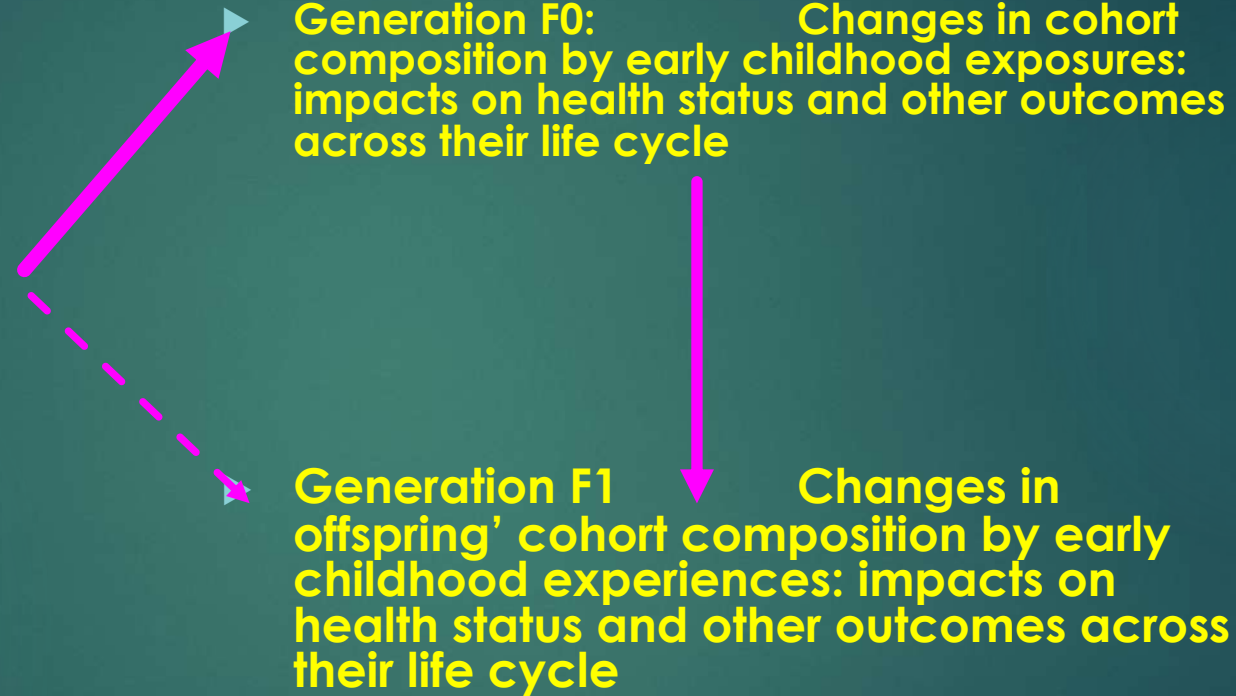 Generation F0: Changes in cohort
composition by early childhood exposures:
impacts on health status and other outcomes
across their life cycle
Generation F1 Changes in
offspring’ cohort composition by early
childhood experiences: impacts on
health status and other outcomes across
their life cycle